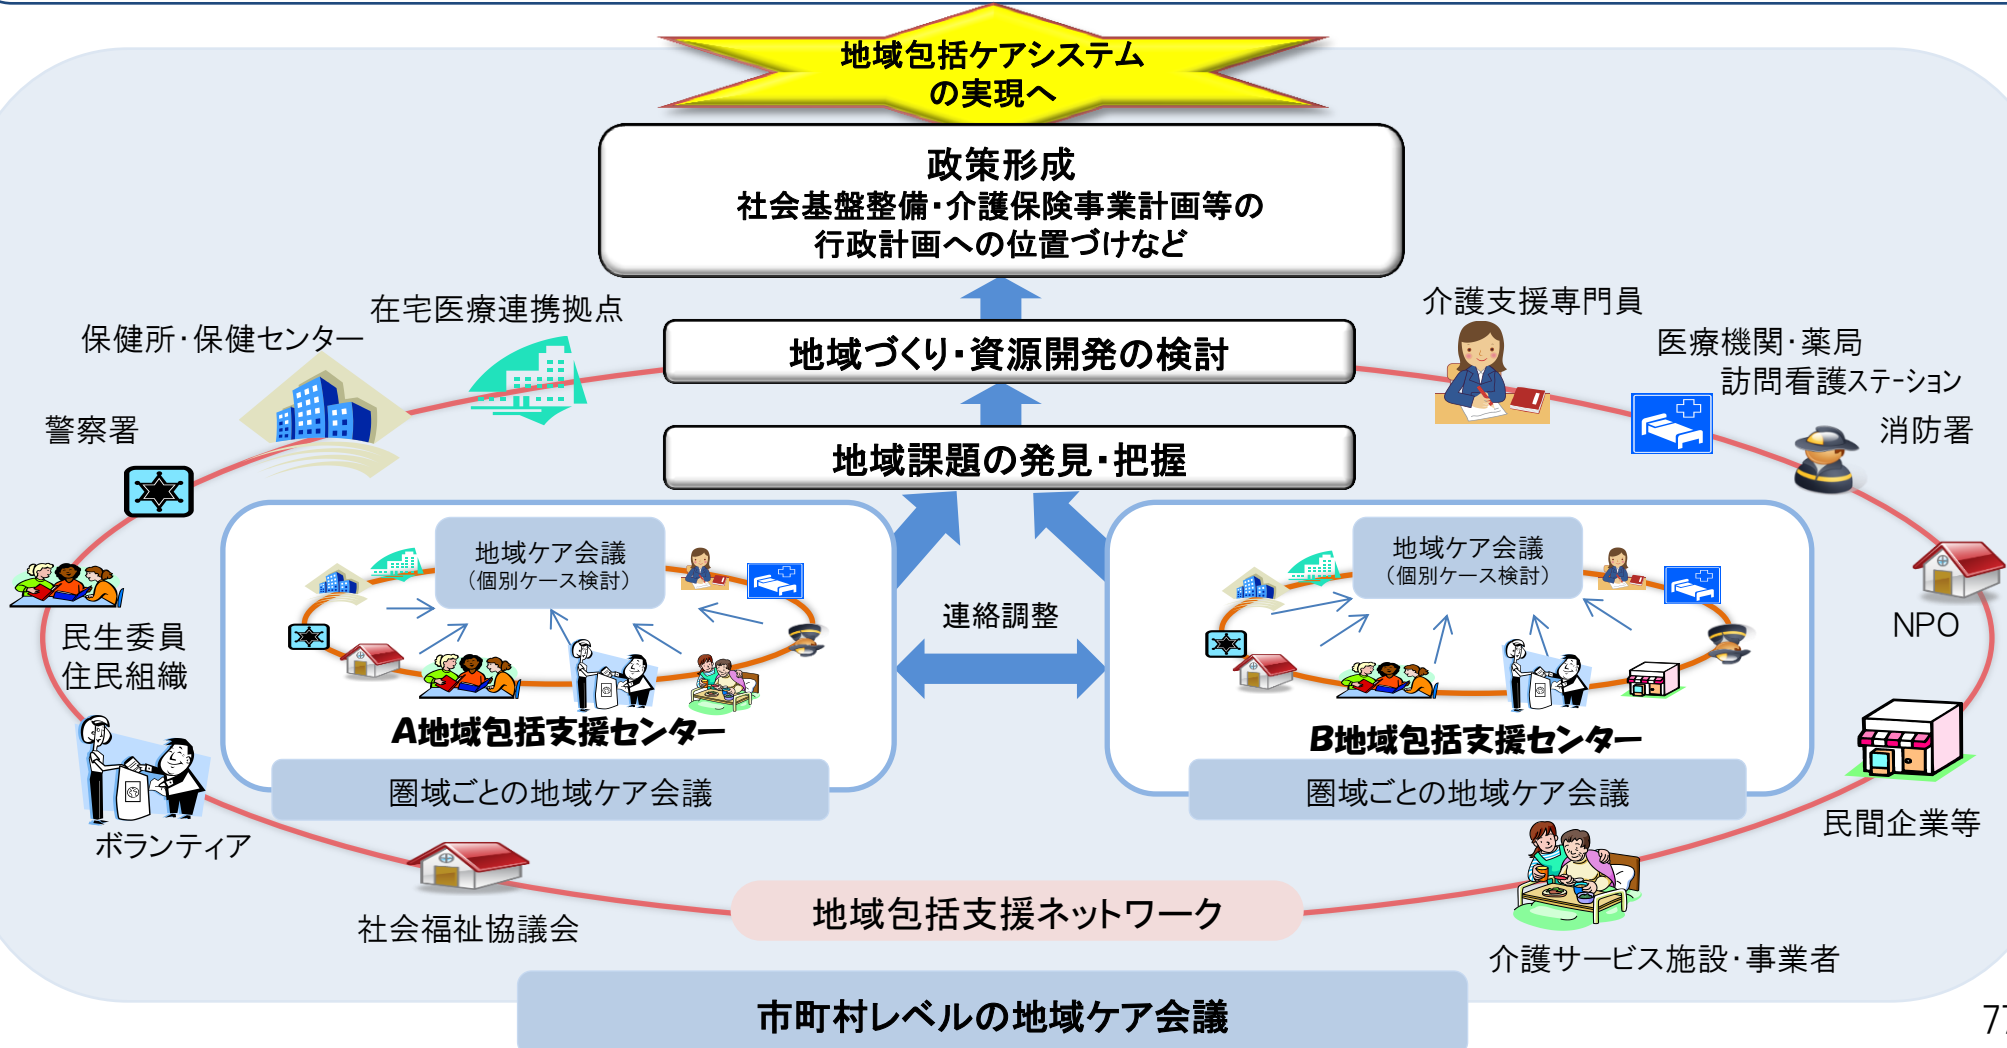 地域包括ケアシステム
の実現へ
政策形成
社会基盤整備・介護保険事業計画等の
行政計画への位置づけなど
在宅医療連携拠点
保健所・保健センター
介護支援専門員
医療機関・薬局
訪問看護ステーション
地域づくり・資源開発の検討
警察署
消防署
地域課題の発見・把握
地域ケア会議
（個別ケース検討）
地域ケア会議
（個別ケース検討）
連絡調整
民生委員
住民組織
NPO
A地域包括支援センター
B地域包括支援センター
圏域ごとの地域ケア会議
圏域ごとの地域ケア会議
ボランティア
民間企業等
社会福祉協議会
地域包括支援ネットワーク
介護サービス施設・事業者
市町村レベルの地域ケア会議
77